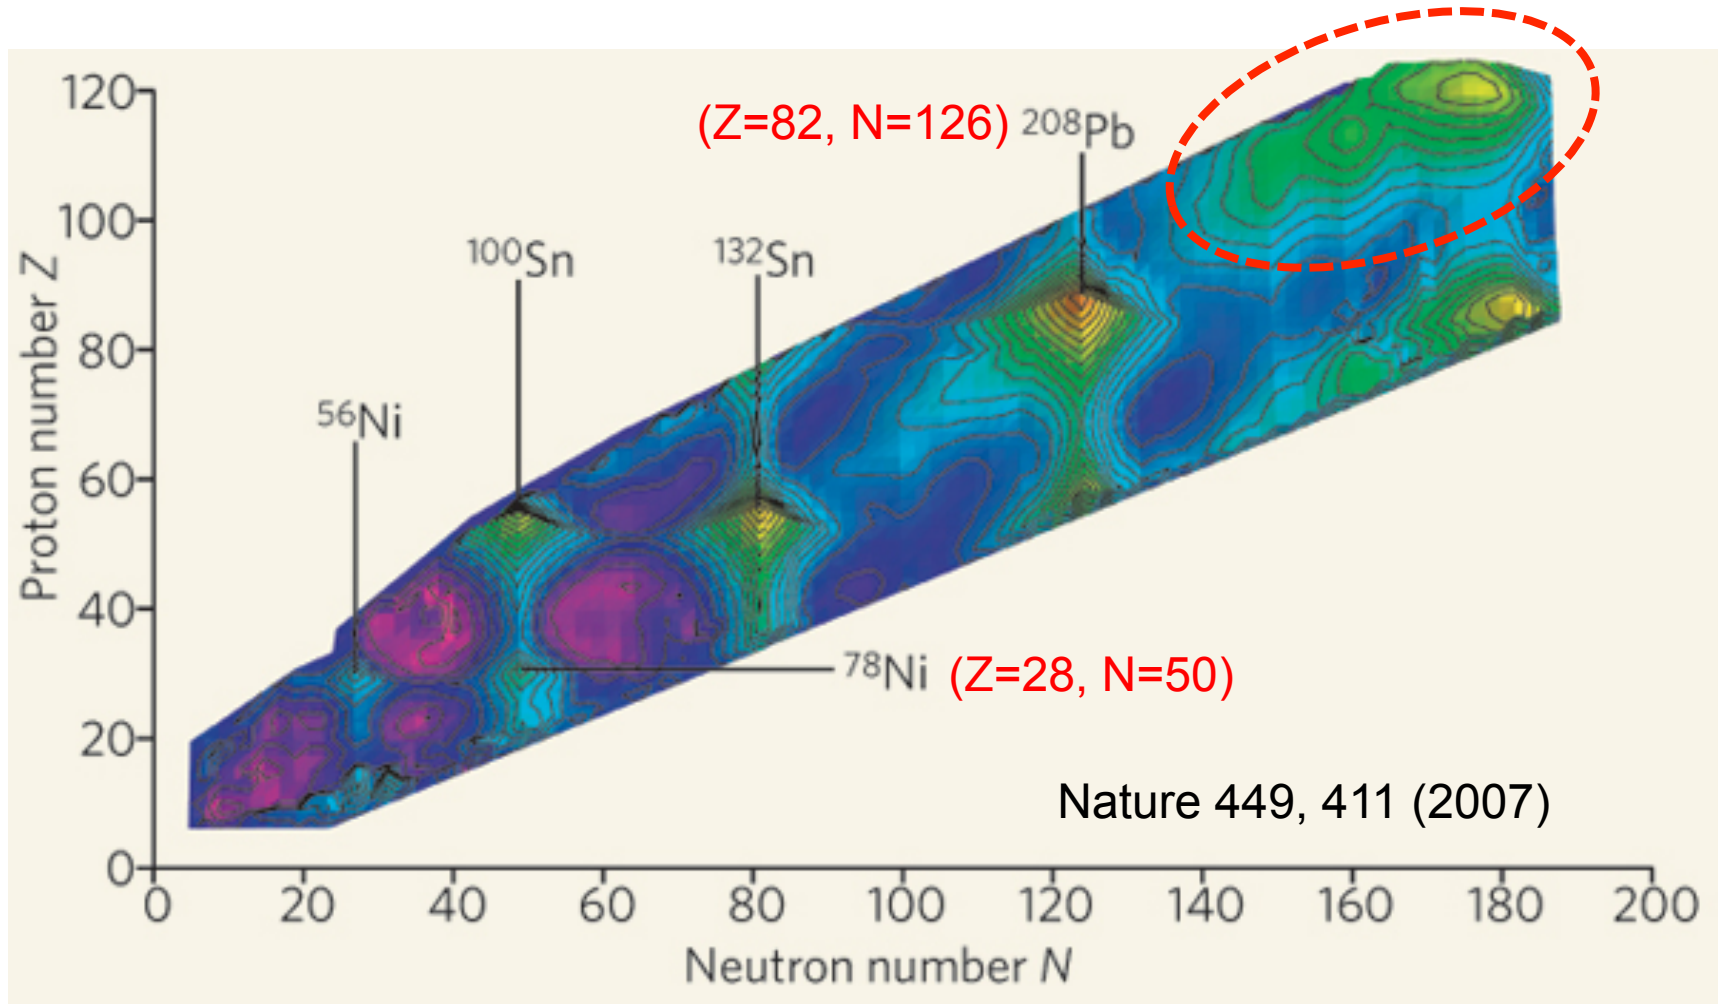 120
(Z=82, N=126) 208Pb
100
100Sn
132Sn
80
56Ni
60
40
78Ni (Z=28, N=50)
20
Nature 449, 411 (2007)
0
0 20 40 60 80 100 120 140 160 180 200
Neutron number N
Proton number Z